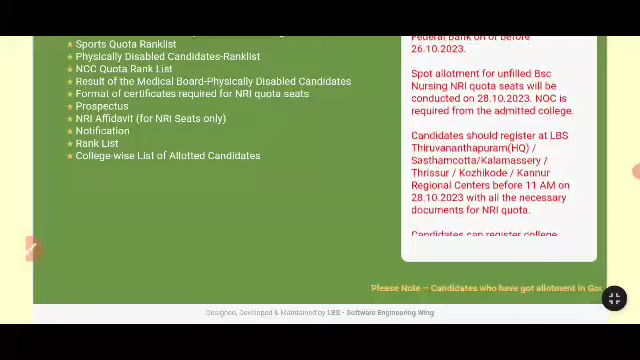 Sports Quota Ranklist
Physically Disabled Candidates-Ranklist
NCC Quota Rank List
Result of the Medical Board-Physically Disabled Candidates
Format of certificates required for NRI quota seats
Prospectus
NRI Affidavit (for NRI Seats only)
Notification
Rank List
College-wise List of Allotted Candidates
Federal Bank on or before
26.10.2023.
Spot allotment for unfilled Bsc
Nursing NRI quota seats will be
conducted on 28.10.2023. NOC is
required from the admitted college.
Candidates should register at LBS
Thiruvananthapuram(HQ) /
Sasthamcotta/Kalamassery /
Thrissur / Kozhikode / Kannur
Regional Centers before 11 AM on
28.10.2023 with all the necessary
documents for NRI quota.
Candidates can register college
Please Note -- Candidates who have got allotment in Gov
Designed, Developed & Maintained by LBS - Software Engineering Wing